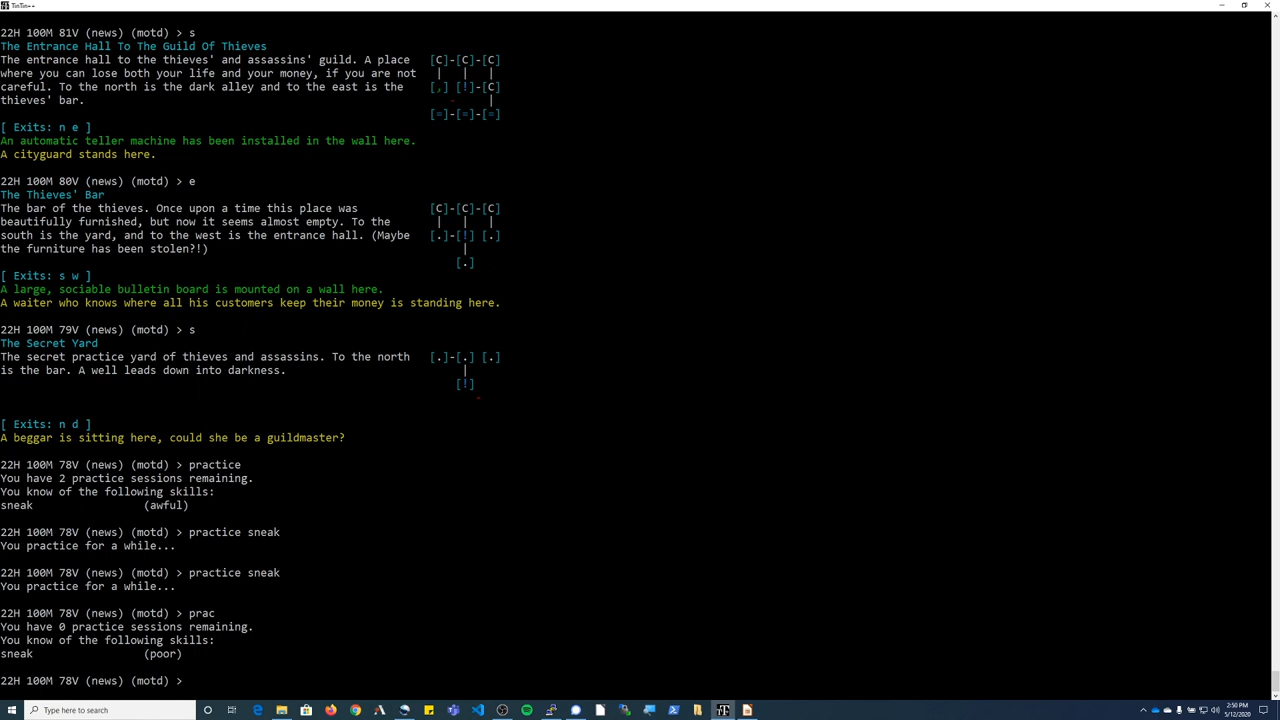 TinTin++
22H 100M 81V (news) (motd) > s
The Entrance Hall To The Guild Of Thieves
The entrance hall to the thieves' and assassins' guild. A place [C]-[C]-[C]
where you can lose both your life and your money, if you are not | | |
careful. To the north is the dark alley and to the east is the [,] [!]-[C]
thieves' bar. |
[=]-[=]-[=]
[ Exits: n e ]
An automatic teller machine has been installed in the wall here.
A cityguard stands here.
22H 100M 80V (news) (motd) > e
The Thieves' Bar
The bar of the thieves. Once upon a time this place was [C]-[C]-[C]
beautifully furnished, but now it seems almost empty. To the | | |
south is the yard, and to the west is the entrance hall. (Maybe [.]-[!] [.]
the furniture has been stolen?!) |
[.]
[ Exits: s w ]
A large, sociable bulletin board is mounted on a wall here.
A waiter who knows where all his customers keep their money is standing here.
22H 100M 79V (news) (motd) > s
The Secret Yard
The secret practice yard of thieves and assassins. To the north [.]-[.] [.]
is the bar. A well leads down into darkness. |
[!]
[ Exits: n d ]
A beggar is sitting here, could she be a guildmaster?
22H 100M 78V (news) (motd) > practice
You have 2 practice sessions remaining.
You know of the following skills:
sneak (awful)
22H 100M 78V (news) (motd) > practice sneak
You practice for a while...
22H 100M 78V (news) (motd) > practice sneak
You practice for a while...
22H 100M 78V (news) (motd) > prac
You have 0 practice sessions remaining.
You know of the following skills:
sneak (poor)
22H 100M 78V (news) (motd) >
Type here to search
2:50 PM
5/12/2020